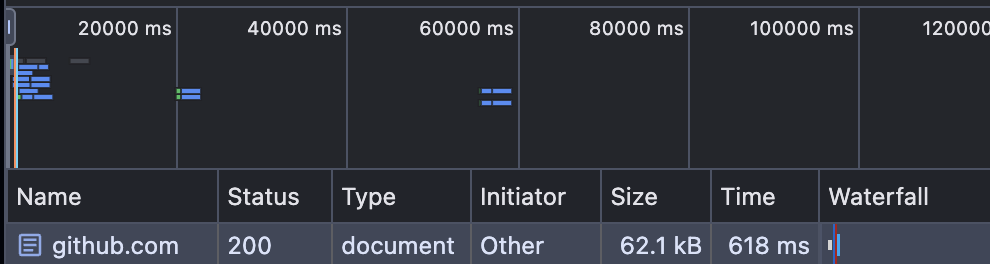 20000 ms 40000 ms 60000 ms 80000 ms 100000 ms 120000
Name Status Type Initiator Size Time Waterfall
github.com 200 document Other 62.1 kB 618 ms